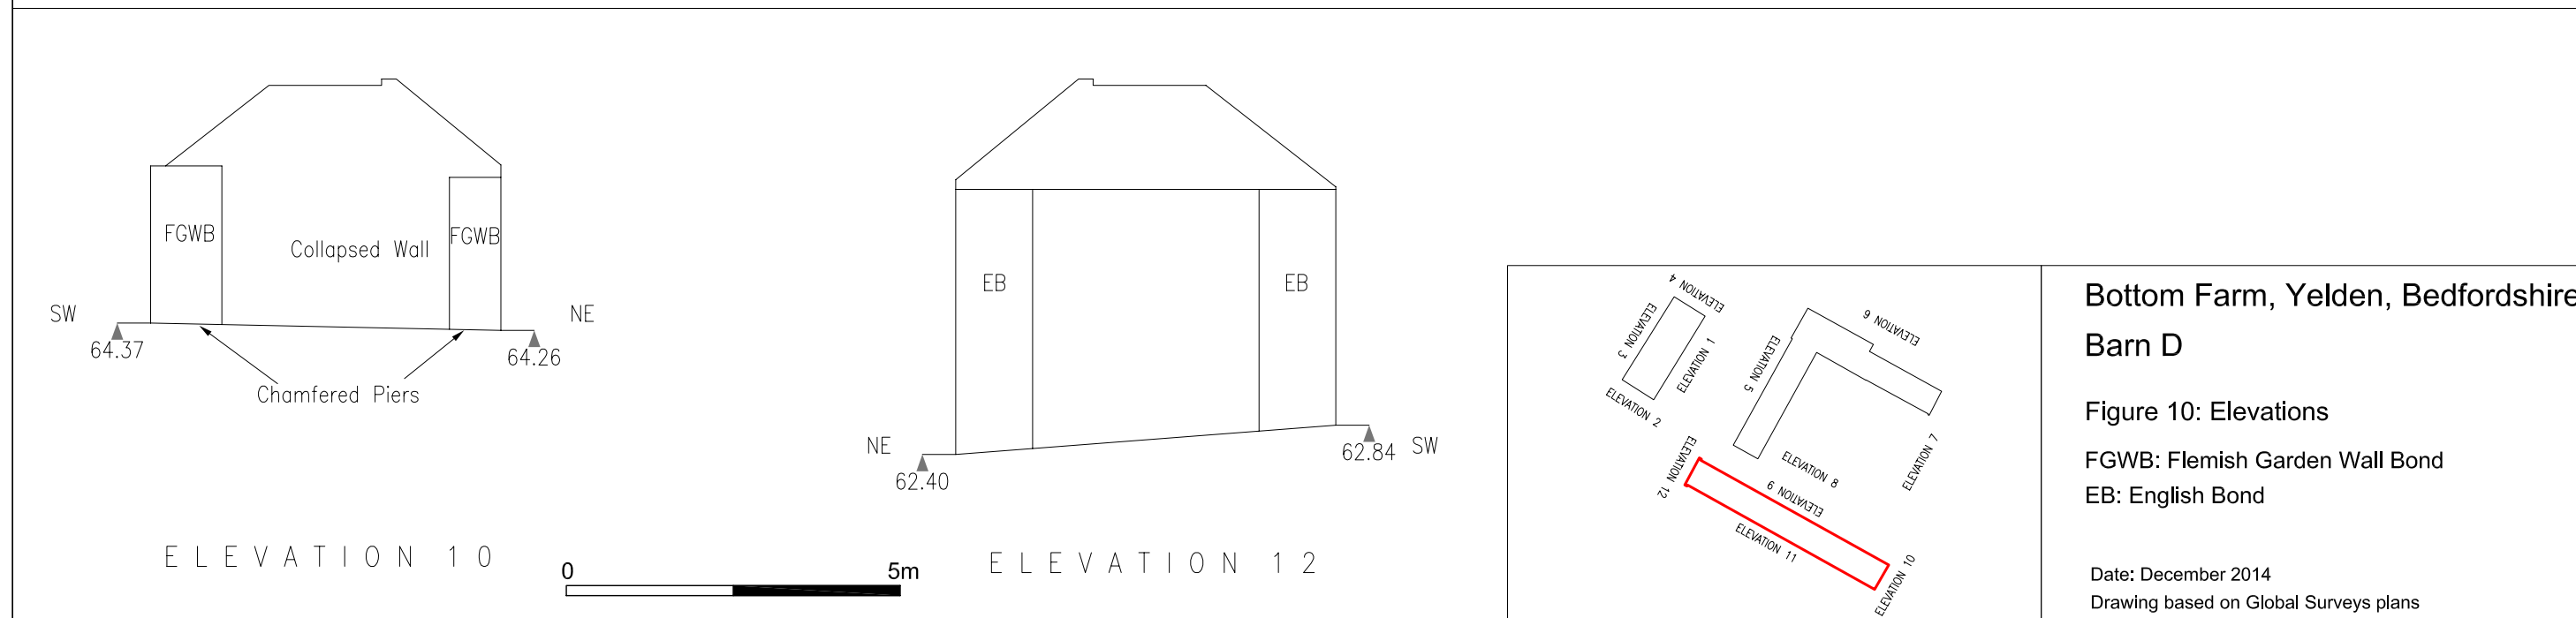 FGWB
Collapsed Wall
FGWB
SW
NE
64.37
64.26
Chamfered Piers
ELEVATION 10
0
5m
EB
EB
NE
SW
62.40
62.84
ELEVATION 12
ELEVATION 4
ELEVATION 3
ELEVATION 1
ELEVATION 2
ELEVATION 6
ELEVATION 5
ELEVATION 7
ELEVATION 8
ELEVATION 12
ELEVATION 9
ELEVATION 11
ELEVATION 10
Bottom Farm, Yelden, Bedfordshire
Barn D
Figure 10: Elevations
FGWB: Flemish Garden Wall Bond
EB: English Bond
Date: December 2014
Drawing based on Global Surveys plans